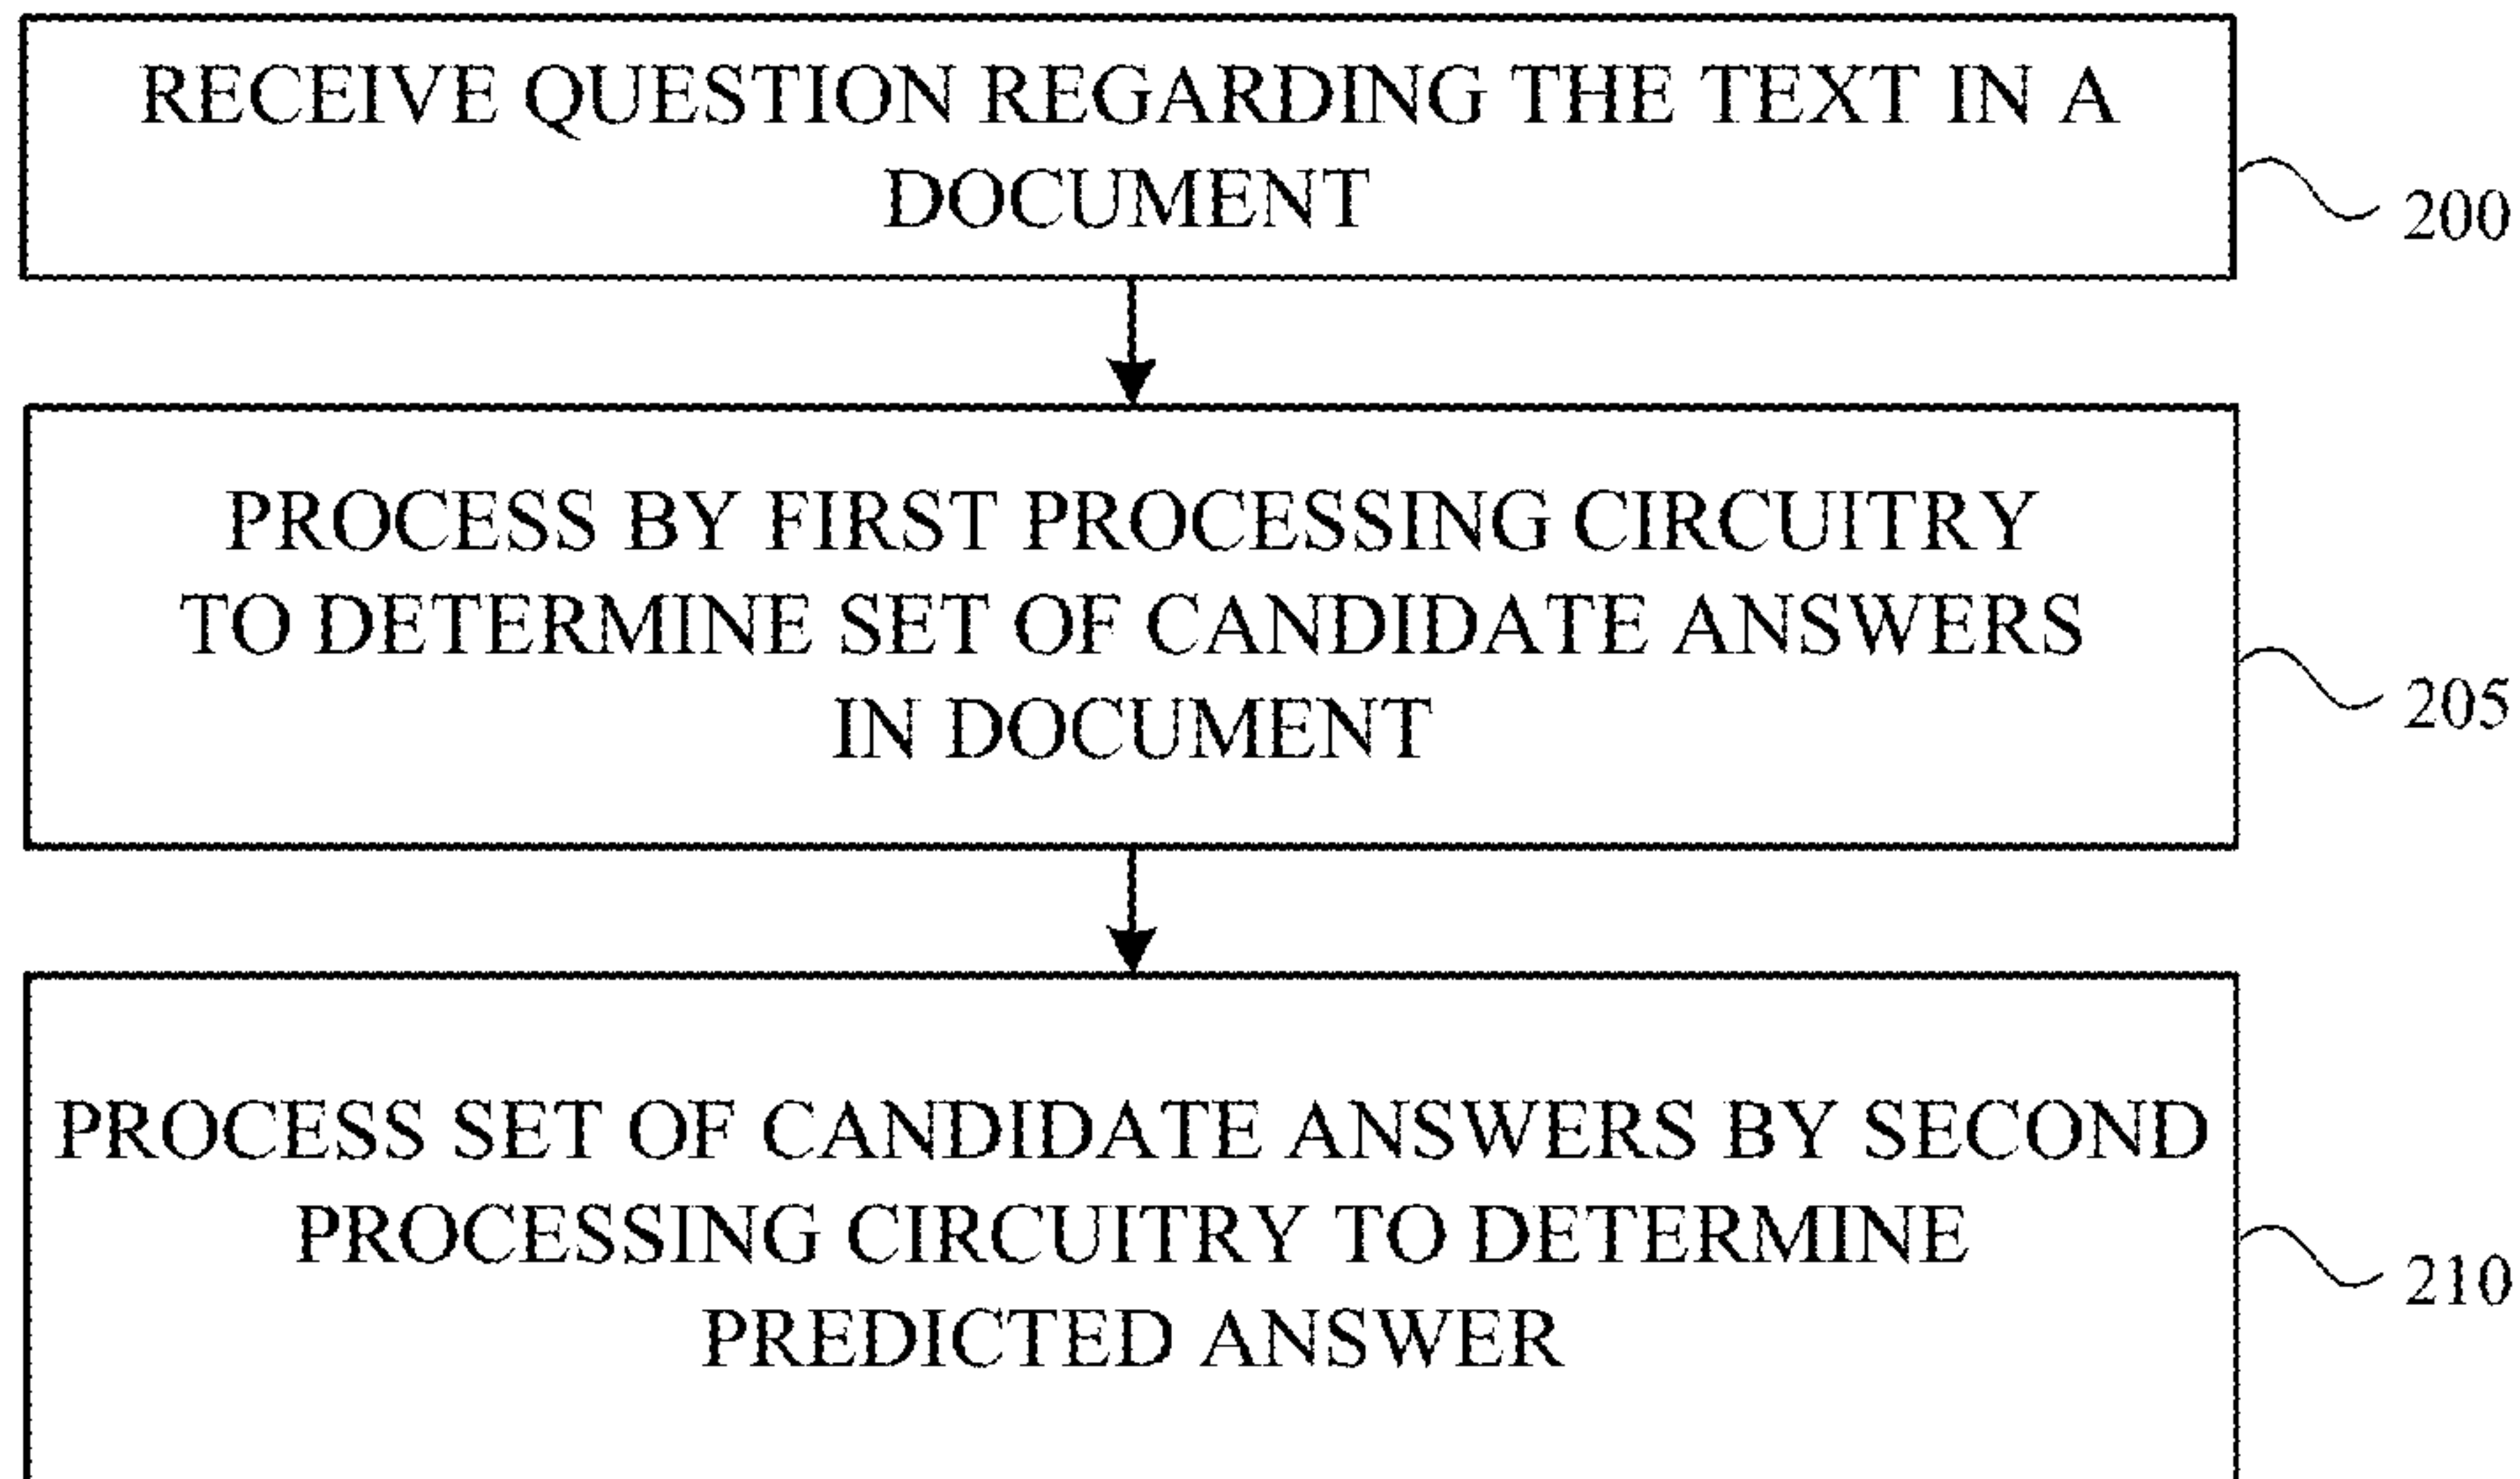 RECEIVE QUESTION REGARDING THE TEXT IN A
DOCUMENT
200
PROCESS BY FIRST PROCESSING CIRCUITRY
TO DETERMINE SET OF CANDIDATE ANSWERS
IN DOCUMENT
205
PROCESS SET OF CANDIDATE ANSWERS BY SECOND
PROCESSING CIRCUITRY TO DETERMINE
PREDICTED ANSWER
210